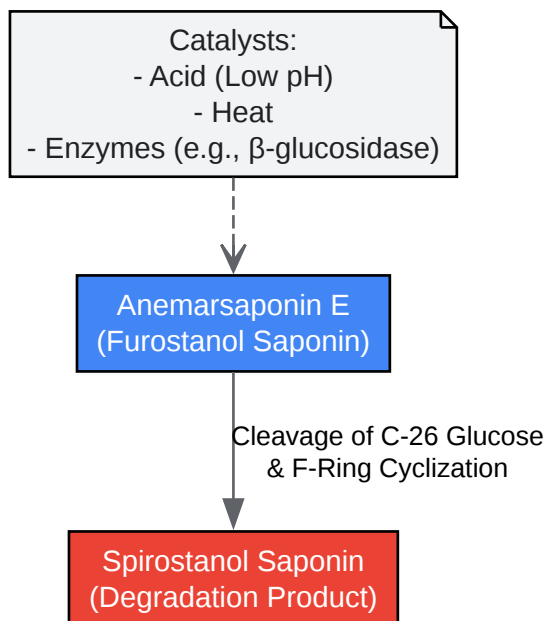 Catalysts:
- Acid (Low pH)
- Heat
- Enzymes (e.g., β-glucosidase)
Anemarsaponin E
(Furostanol Saponin)
Cleavage of C-26 Glucose
& F-Ring Cyclization
Spirostanol Saponin
(Degradation Product)